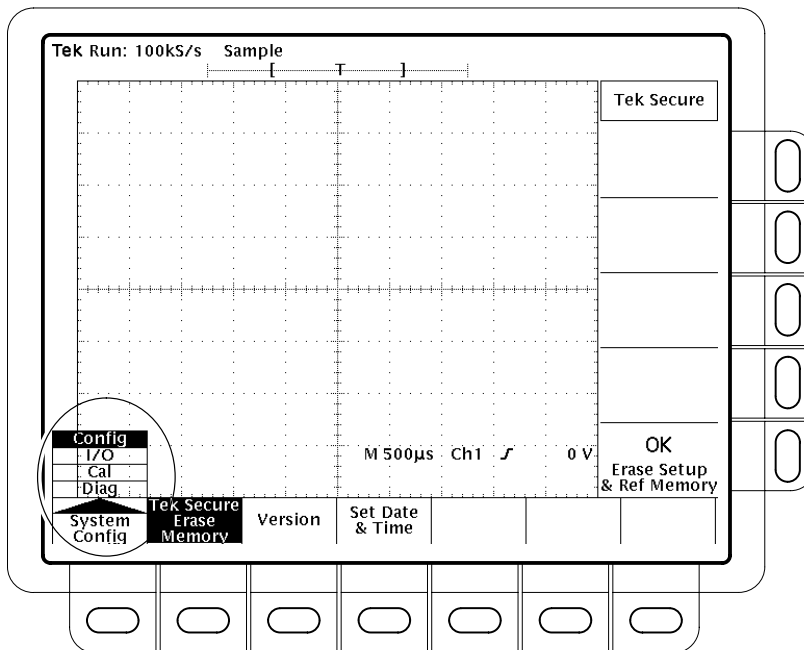 Tek Run: 100kS/s Sample
[ T ]
Tek Secure
M 500µs Ch1 0 V
OK
Erase Setup
& Ref Memory
Config
I/O
Cal
Diag
System
Config
Tek Secure
Erase
Memory
Version
Set Date
& Time